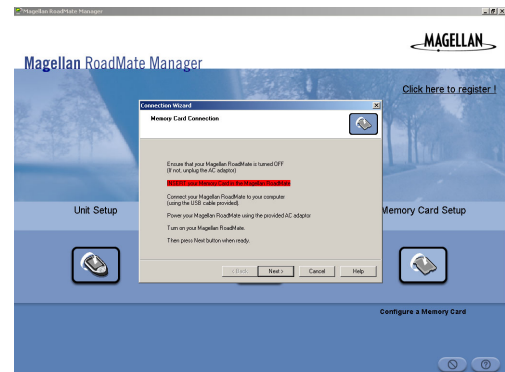 Magellan RoadMate Manager
MAGELLAN
Magellan RoadMate Manager
Click here to register !
Connection Wizard
Memory Card Connection
Ensure that your Magellan RoadMate is turned OFF
(If not, unplug the AC adaptor)
INSERT your Memory Card in the Magellan RoadMate
Connect your Magellan RoadMate to your computer
(using the USB cable provided).
Power your Magellan RoadMate using the provided AC adaptor
Turn on your Magellan RoadMate.
Then press Next button when ready.
< Back Next > Cancel Help
Unit Setup
Memory Card Setup
Configure a Memory Card